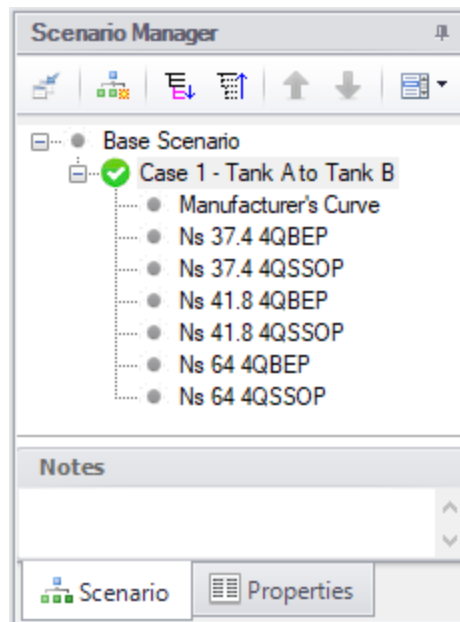 Scenario Manager
Base Scenario
Case 1 - Tank A to Tank B
Manufacturer's Curve
Ns 37.4 4QBEP
Ns 37.4 4QSSOP
Ns 41.8 4QBEP
Ns 41.8 4QSSOP
Ns 64 4QBEP
Ns 64 4QSSOP
Notes
Scenario Properties